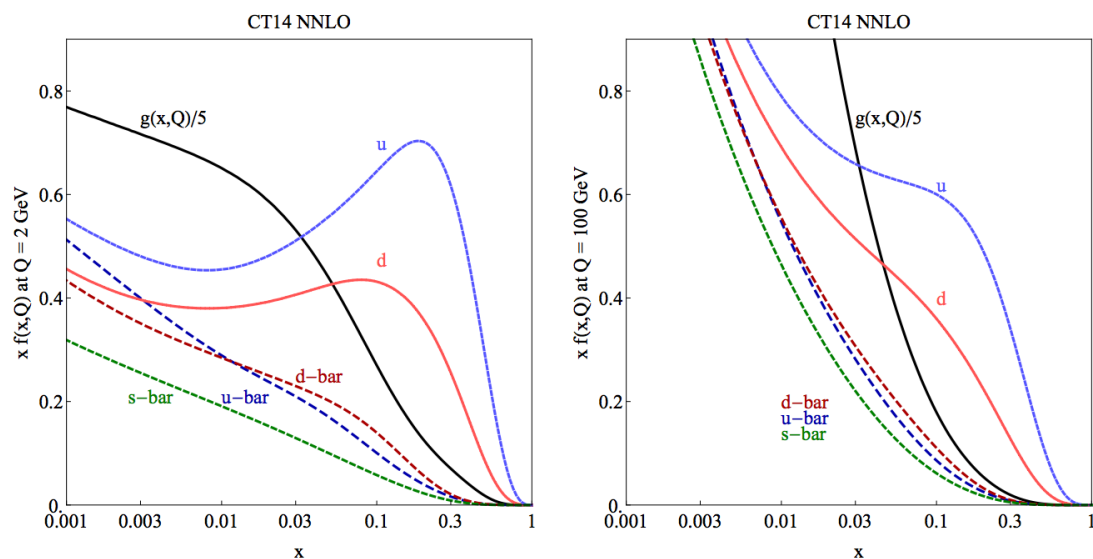 CT14 NNLO
x f(x,Q) at Q = 2 GeV
0.8
0.6
0.4
0.2
0
g(x,Q)/5
u
d
d-bar
u-bar
s-bar
0.001
0.003
0.01
0.03
0.1
0.3
1
x
CT14 NNLO
x f(x,Q) at Q = 100 GeV
0.8
0.6
0.4
0.2
0.
g(x,Q)/5
u
d
d-bar
u-bar
s-bar
0.001
0.003
0.01
0.03
0.1
0.3
1
x